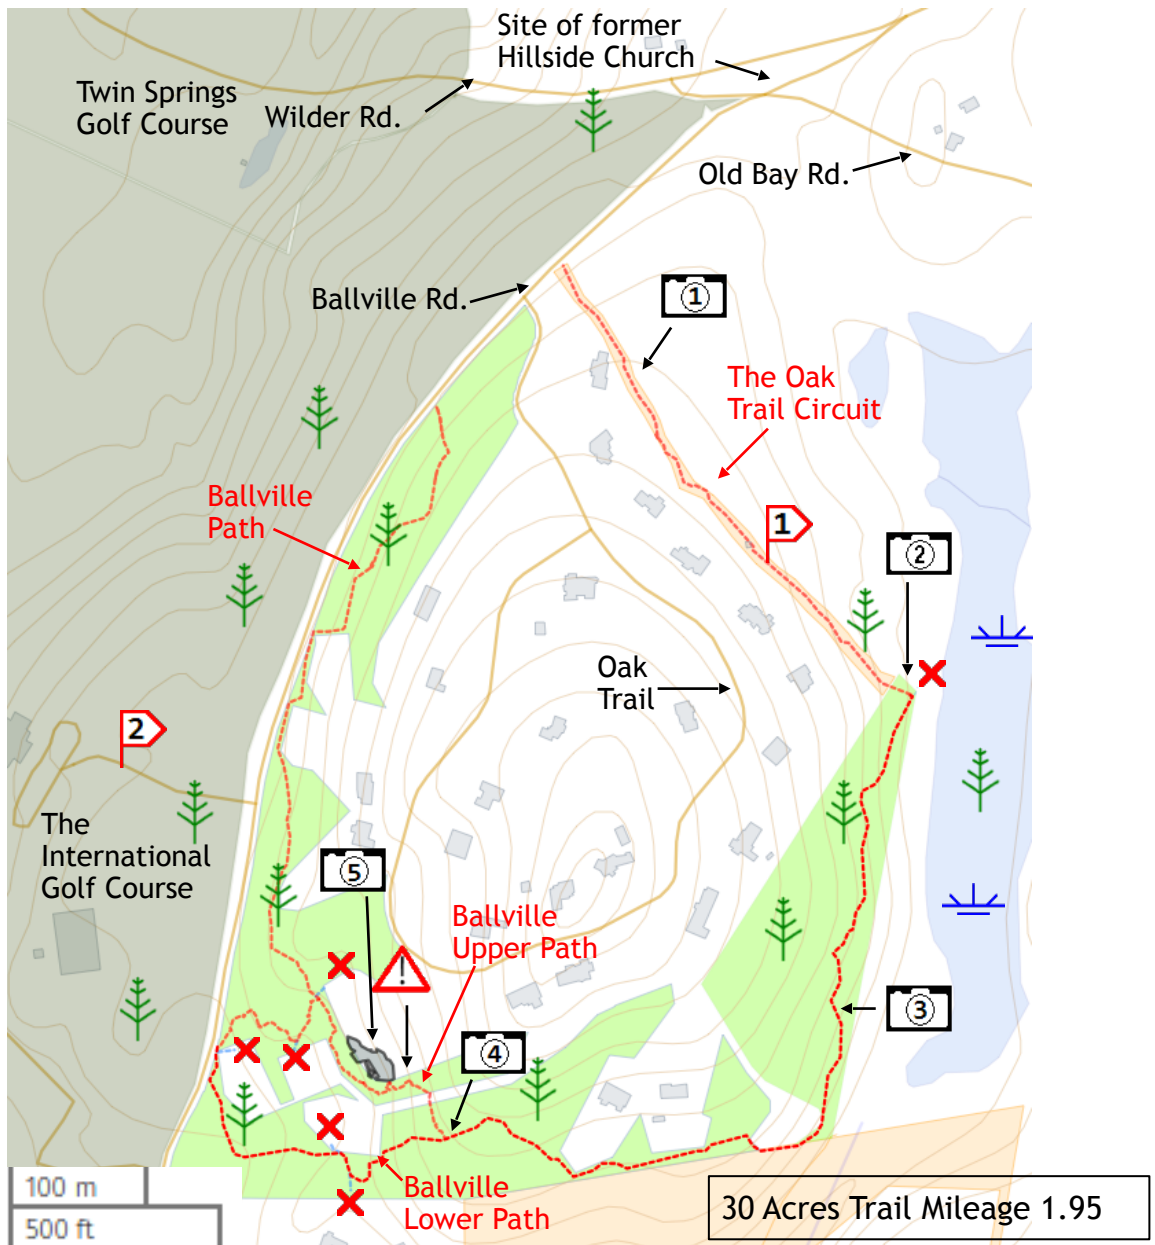 Site of former
Hillside Church
Twin Springs
Golf Course
Wilder Rd.
Old Bay Rd.
Ballville Rd.
1
The Oak
Trail Circuit
Ballville
Path
1
2
Oak
Trail
2
The
International
Golf Course
5
Ballville
Upper Path
!
3
4
Ballville
Lower Path
100 m
500 ft
30 Acres Trail Mileage 1.95